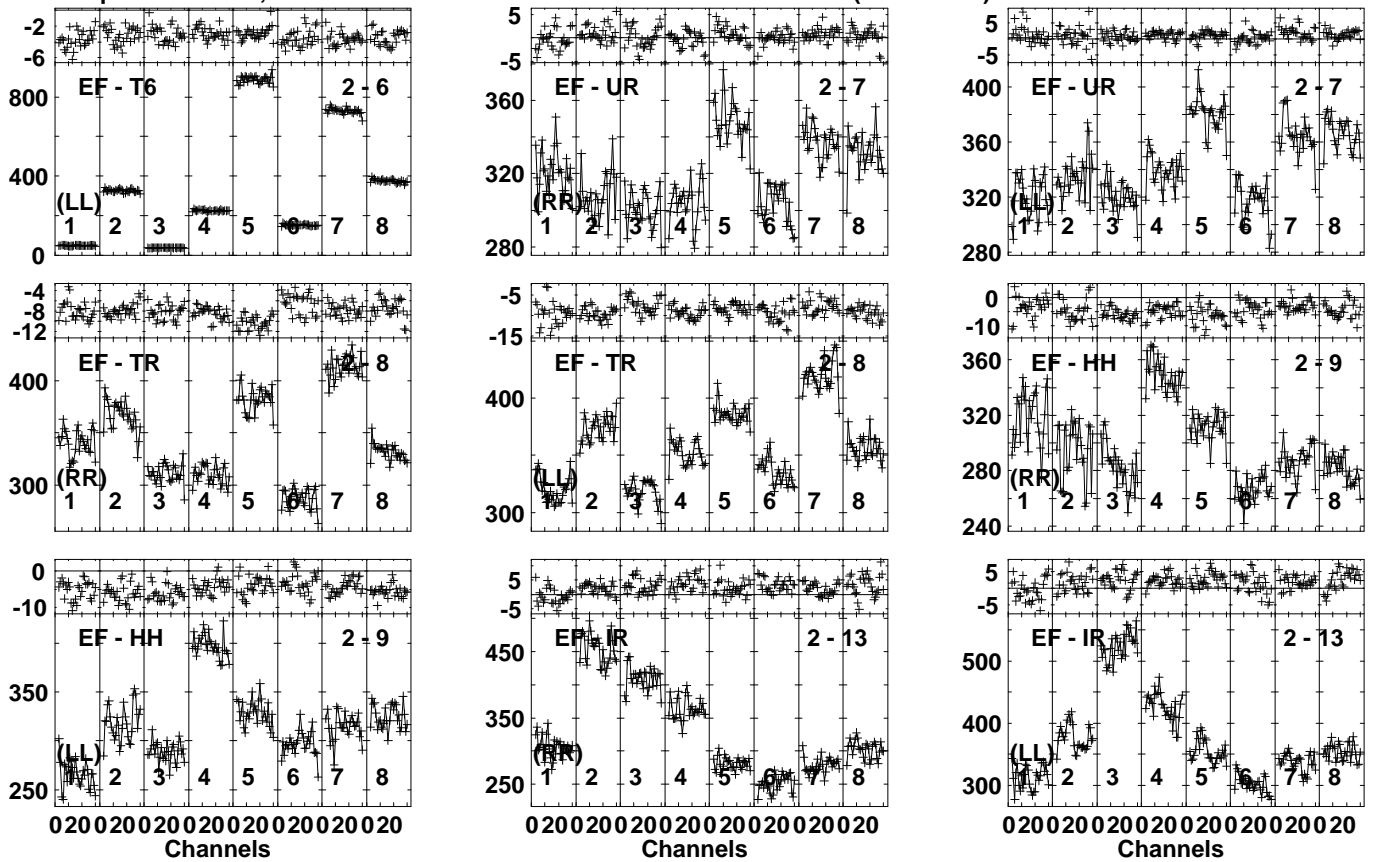 -2
-6
EF - T6 2 - 6
800
400
0
(LL)
1 2 3 4 5 6 7 8
5
-5
EF - UR 2 - 7
360
320
280
(RR)
1 2 3 4 5 6 7 8
5
-5
EF - UR 2 - 7
400
360
320
280
(LL)
1 2 3 4 5 6 7 8
-4
-8
-12
EF - TR 2 - 8
400
300
(RR)
1 2 3 4 5 6 7 8
-5
-15
EF - TR 2 - 8
400
300
(LL)
1 2 3 4 5 6 7 8
0
-10
EF - HH 2 - 9
360
320
280
240
(RR)
1 2 3 4 5 6 7 8
0
-10
EF - HH 2 - 9
350
250
(LL)
1 2 3 4 5 6 7 8
0 20 0 20 0 20 0 20 0 20 0 20 0 20 0 20
Channels
5
-5
EF - IR 2 - 13
450
350
250
(RR)
1 2 3 4 5 6 7 8
0 20 0 20 0 20 0 20 0 20 0 20 0 20 0 20
Channels
5
-5
EF - IR 2 - 13
500
400
300
(LL)
1 2 3 4 5 6 7 8
0 20 0 20 0 20 0 20 0 20 0 20 0 20 0 20
Channels